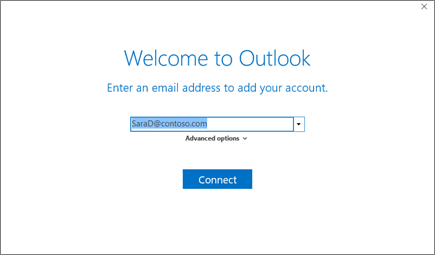 Welcome to Outlook
Enter an email address to add your account.
SaraD@contoso.com
Advanced options
Connect